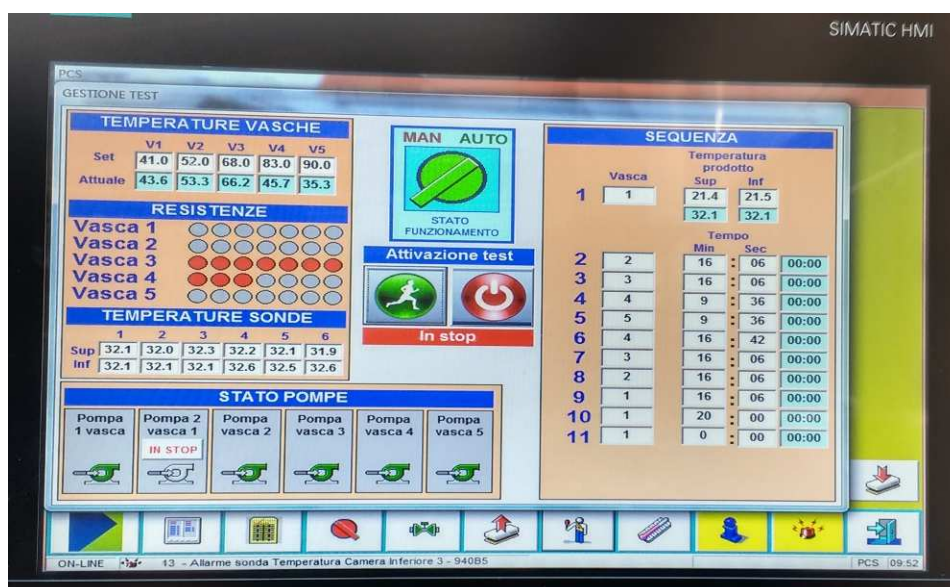 SIMATIC HMI
PCS
GESTIONE TEST
TEMPERATURE VASCHE
V1 V2 V3 V4 V5
Set 41.0 52.0 68.0 83.0 90.0
Attuale 43.6 53.3 66.2 45.7 35.3
RESISTENZE
Vasca 1
Vasca 2
Vasca 3
Vasca 4
Vasca 5
TEMPERATURE SONDE
1 2 3 4 5 6
Sup 32.1 32.0 32.3 32.2 32.1 31.9
Inf 32.1 32.1 32.1 32.6 32.5 32.6
MAN AUTO
STATO
FUNZIONAMENTO
Attivazione test
In stop
STATO POMPE
Pompa 1 vasca
Pompa 2 vasca 1
Pompa vasca 2
Pompa vasca 3
Pompa vasca 4
Pompa vasca 5
IN STOP
SEQUENZA
Temperatura
prodotto
Vasca Sup Inf
1 1 21.4 21.5
32.1 32.1
Tempo
Min Sec
2 2 16 : 06 00:00
3 3 16 : 06 00:00
4 4 9 : 36 00:00
5 5 9 : 36 00:00
6 4 16 : 42 00:00
7 3 16 : 06 00:00
8 2 16 : 06 00:00
9 1 16 : 06 00:00
10 1 20 : 00 00:00
11 1 0 : 00 00:00
ON-LINE 13 - Allarme sonda Temperatura Camera Inferiore 3 - 940B5 PCS 09:52